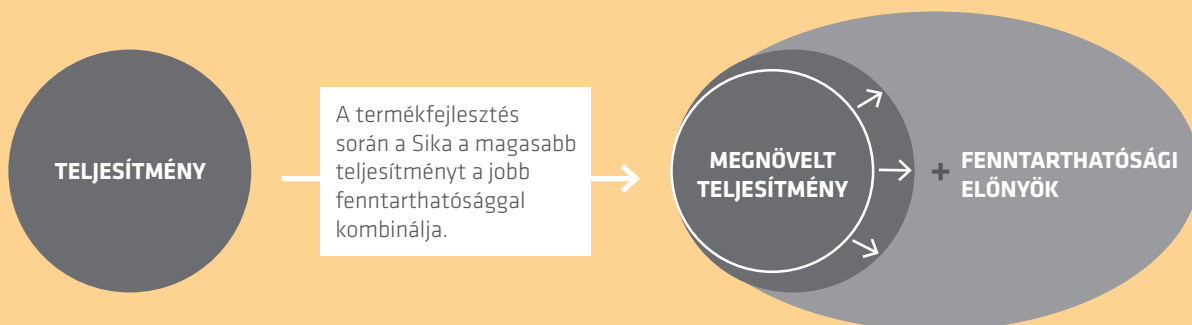 TELJESÍTMÉNY
A termékfejlesztés
során a Sika a magasabb
teljesítményt a jobb
fenntarthatósággal
kombinálja.
MEGNÖVELT
TELJESÍTMÉNY
+ FENNTARTHATÓSÁGI
ELŐNYÖK